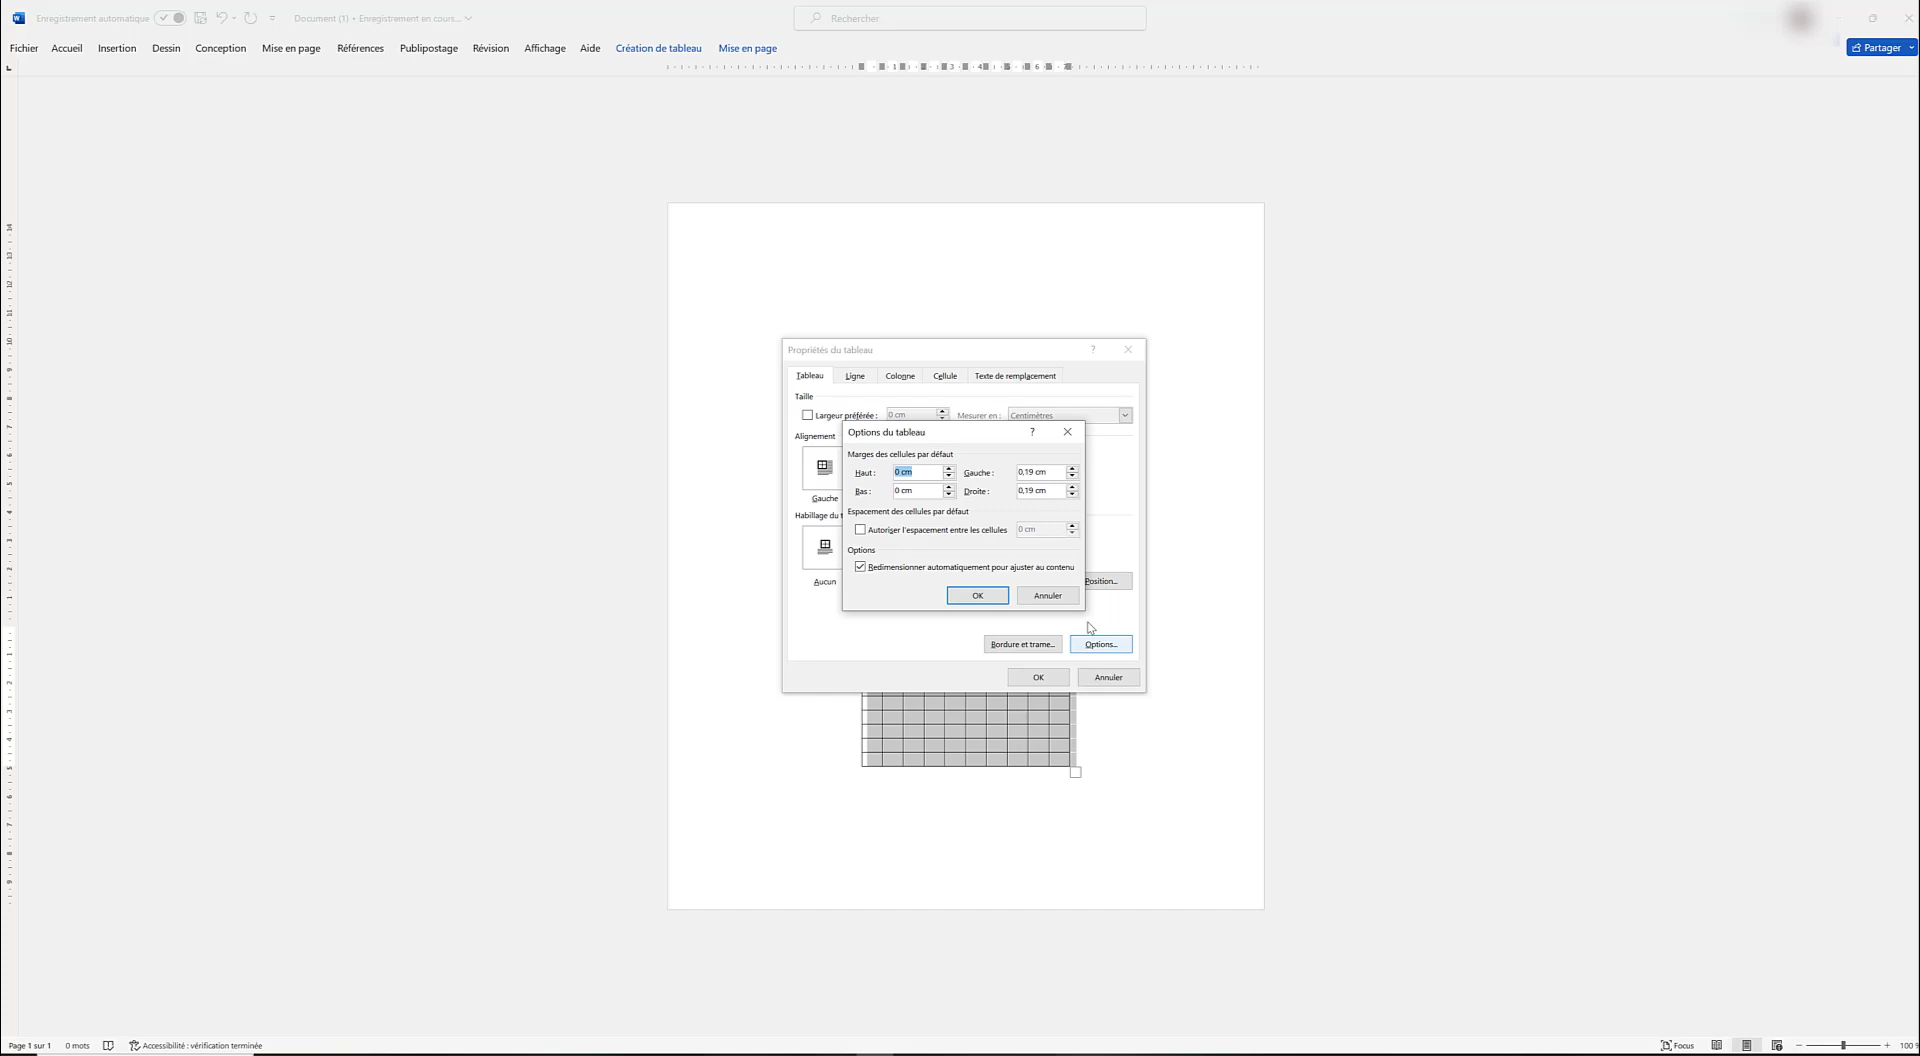 Enregistrement automatique
Document (1) • Enregistrement en cours...
Rechercher
Fichier Accueil Insertion Dessin Conception Mise en page Références Publipostage Révision Affichage Aide Création de tableau Mise en page
Partager
Propriétés du tableau
?
Tableau Ligne Colonne Cellule Texte de remplacement
Taille
Largeur préférée : 0 cm Mesurer en : Centimètres
Alignement
Options du tableau
?
Marges des cellules par défaut
Haut : 0 cm Gauche : 0,19 cm
Bas : 0 cm Droite : 0,19 cm
Gauche
Espacement des cellules par défaut
Habillage du t
Autoriser l'espacement entre les cellules 0 cm
Options
Redimensionner automatiquement pour ajuster au contenu
Aucun
Position...
OK Annuler
Bordure et trame... Options...
OK Annuler
Page 1 sur 1 0 mots Accessibilité : vérification terminée
Focus
100 %